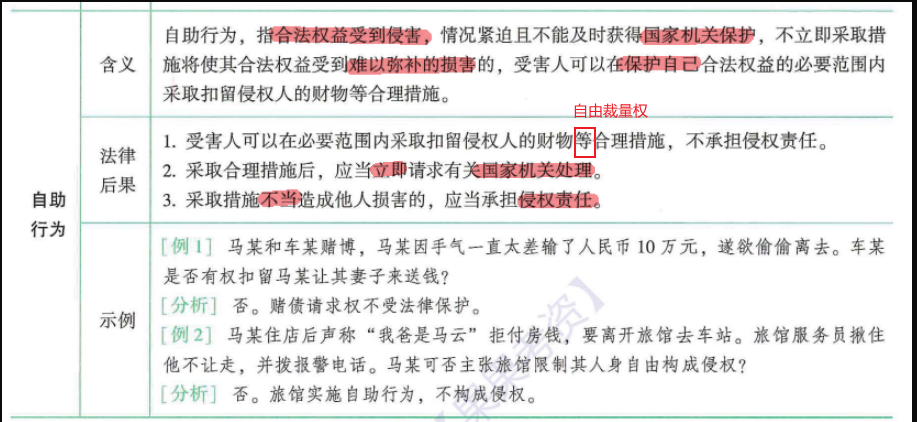 自助行为，指合法权益受到侵害，情况紧迫且不能及时获得国家机关保护，不立即采取措
含义
施将使其合法权益受到难以弥补的损害的，受害人可以在保护自己合法权益的必要范围内
采取扣留侵权人的财物等合理措施。
自由裁量权
1. 受害人可以在必要范围内采取扣留侵权人的财物等合理措施，不承担侵权责任。
法律
后果
2. 采取合理措施后，应当立即请求有关国家机关处理。
3. 采取措施不当造成他人损害的，应当承担侵权责任。
自助
行为
[例 1] 马某和车某赌博，马某因手气一直太差输了人民币 10 万元，遂欲偷偷离去。车某
是否有权扣留马某让其妻子来送钱？
[分析] 否。赌债请求权不受法律保护。
示例
[例 2] 马某住店后声称“我爸是马云”拒付房钱，要离开旅馆去车站。旅馆服务员揪住
他不让走，并拨报警电话。马某可否主张旅馆限制其人身自由构成侵权？
[分析] 否。旅馆实施自助行为，不构成侵权。